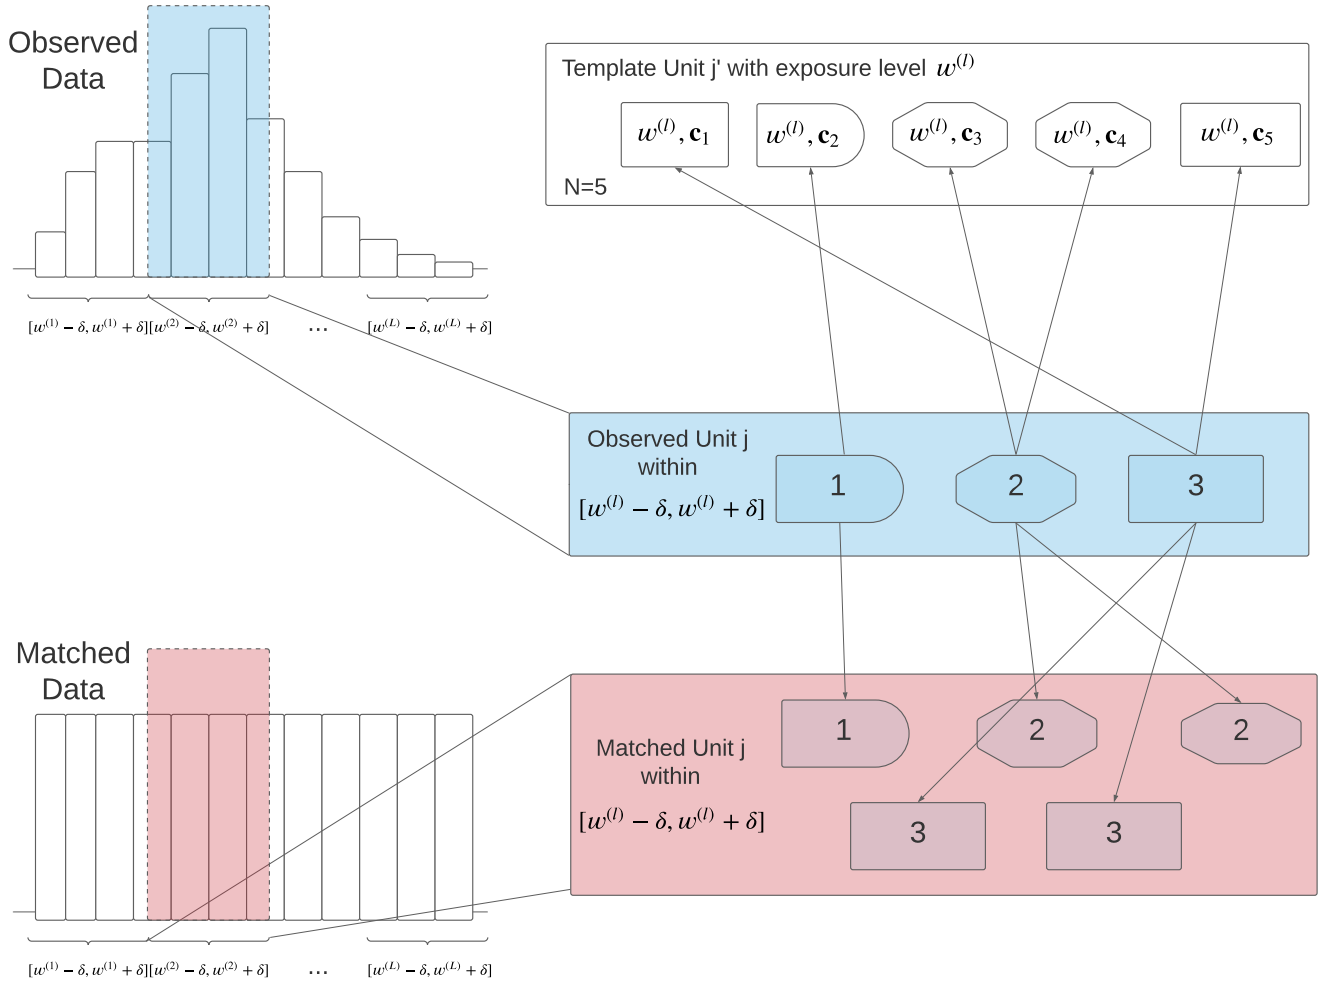 Observed
Data
[w^(1) − δ, w^(1) + δ][w^(2) − δ, w^(2) + δ] ... [w^(L) − δ, w^(L) + δ]
Template Unit j' with exposure level w^(l)
w^(l), c₁ w^(l), c₂ w^(l), c₃ w^(l), c₄ w^(l), c₅
N=5
Observed Unit j
within
[w^(l) − δ, w^(l) + δ]
1 2 3
Matched
Data
[w^(1) − δ, w^(1) + δ][w^(2) − δ, w^(2) + δ] ... [w^(L) − δ, w^(L) + δ]
Matched Unit j
within
[w^(l) − δ, w^(l) + δ]
1 2 2
3 3